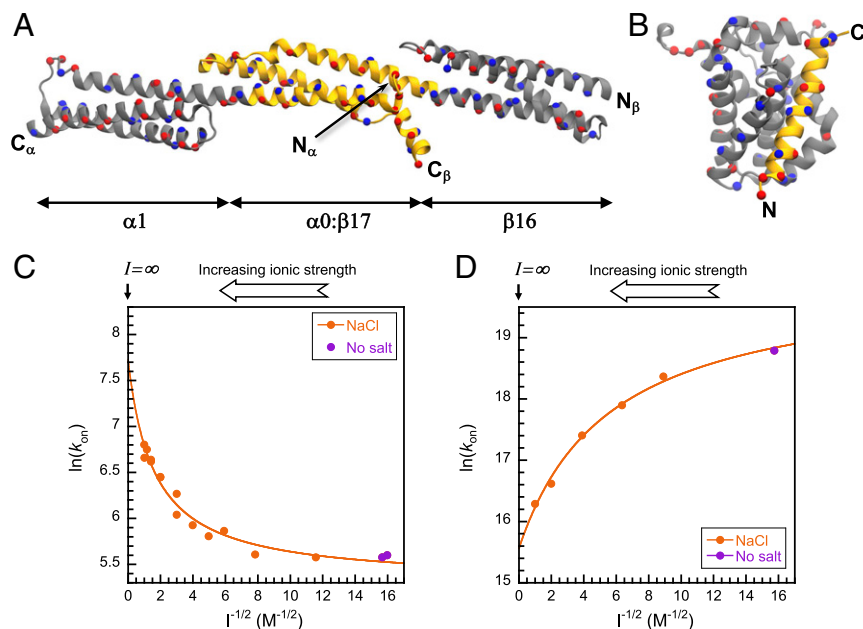 A
B
C
N
Cα
Nα
Cβ
Nβ
α1
α0:β17
β16
C
I=∞
Increasing ionic strength
NaCl
No salt
ln(kon)
8
7.5
7
6.5
6
5.5
0 2 4 6 8 10 12 14 16
I-1/2 (M-1/2)
D
I=∞
Increasing ionic strength
NaCl
No salt
ln(kon)
19
18
17
16
15
0 2 4 6 8 10 12 14 16
I-1/2 (M-1/2)